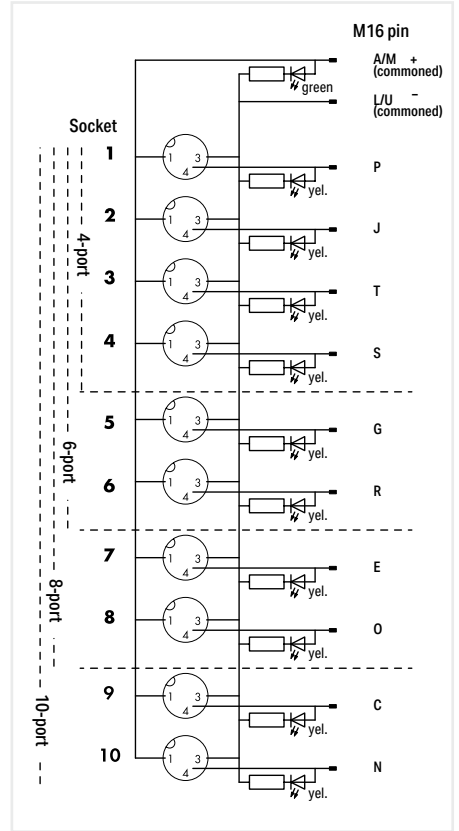 M16 pin
A/M +
(commoned)
green
L/U –
(commoned)
Socket
1
1 3
4
P
yel.
2
1 3
4
J
yel.
3
1 3
4
T
yel.
4
1 3
4
S
yel.
4-port
5
1 3
4
G
yel.
6
1 3
4
R
yel.
6-port
7
1 3
4
E
yel.
8
1 3
4
O
yel.
8-port
9
1 3
4
C
yel.
10
1 3
4
N
yel.
10-port